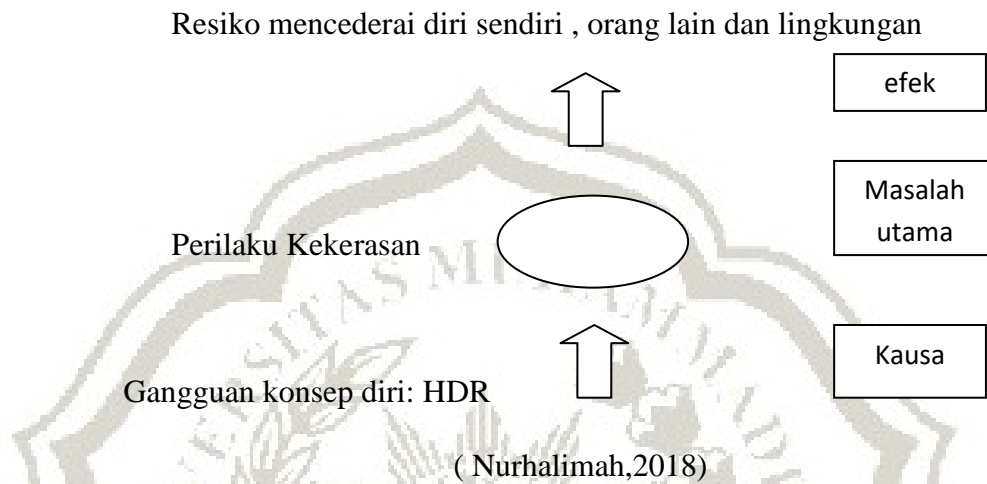 Resiko mencederai diri sendiri , orang lain dan lingkungan
efek
Masalah
utama
Perilaku Kekerasan
Kausa
Gangguan konsep diri: HDR
( Nurhalimah,2018)